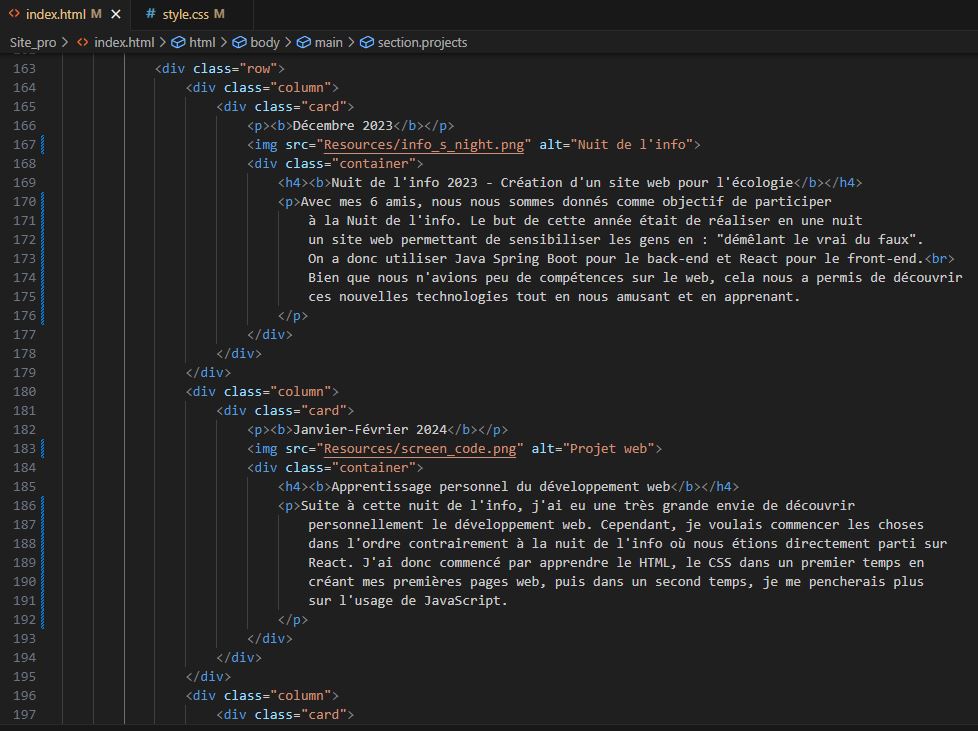 index.html M
style.css M
Site_pro > index.html > html > body > main > section.projects
163 <div class="row">
164 <div class="column">
165 <div class="card">
166 <p><b>Décembre 2023</b></p>
167 <img src="Resources/info_s_night.png" alt="Nuit de l'info">
168 <div class="container">
169 <h4><b>Nuit de l'info 2023 - Création d'un site web pour l'écologie</b></h4>
170 <p>Avec mes 6 amis, nous nous sommes donnés comme objectif de participer
171 à la Nuit de l'info. Le but de cette année était de réaliser en une nuit
172 un site web permettant de sensibiliser les gens en : "démêlant le vrai du faux".
173 On a donc utiliser Java Spring Boot pour le back-end et React pour le front-end.<br>
174 Bien que nous n'avions peu de compétences sur le web, cela nous a permis de découvrir
175 ces nouvelles technologies tout en nous amusant et en apprenant.
176 </p>
177 </div>
178 </div>
179 </div>
180 <div class="column">
181 <div class="card">
182 <p><b>Janvier-Février 2024</b></p>
183 <img src="Resources/screen_code.png" alt="Projet web">
184 <div class="container">
185 <h4><b>Apprentissage personnel du développement web</b></h4>
186 <p>Suite à cette nuit de l'info, j'ai eu une très grande envie de découvrir
187 personnellement le développement web. Cependant, je voulais commencer les choses
188 dans l'ordre contrairement à la nuit de l'info où nous étions directement parti sur
189 React. J'ai donc commencé par apprendre le HTML, le CSS dans un premier temps en
190 créant mes premières pages web, puis dans un second temps, je me pencherais plus
191 sur l'usage de JavaScript.
192 </p>
193 </div>
194 </div>
195 </div>
196 <div class="column">
197 <div class="card">